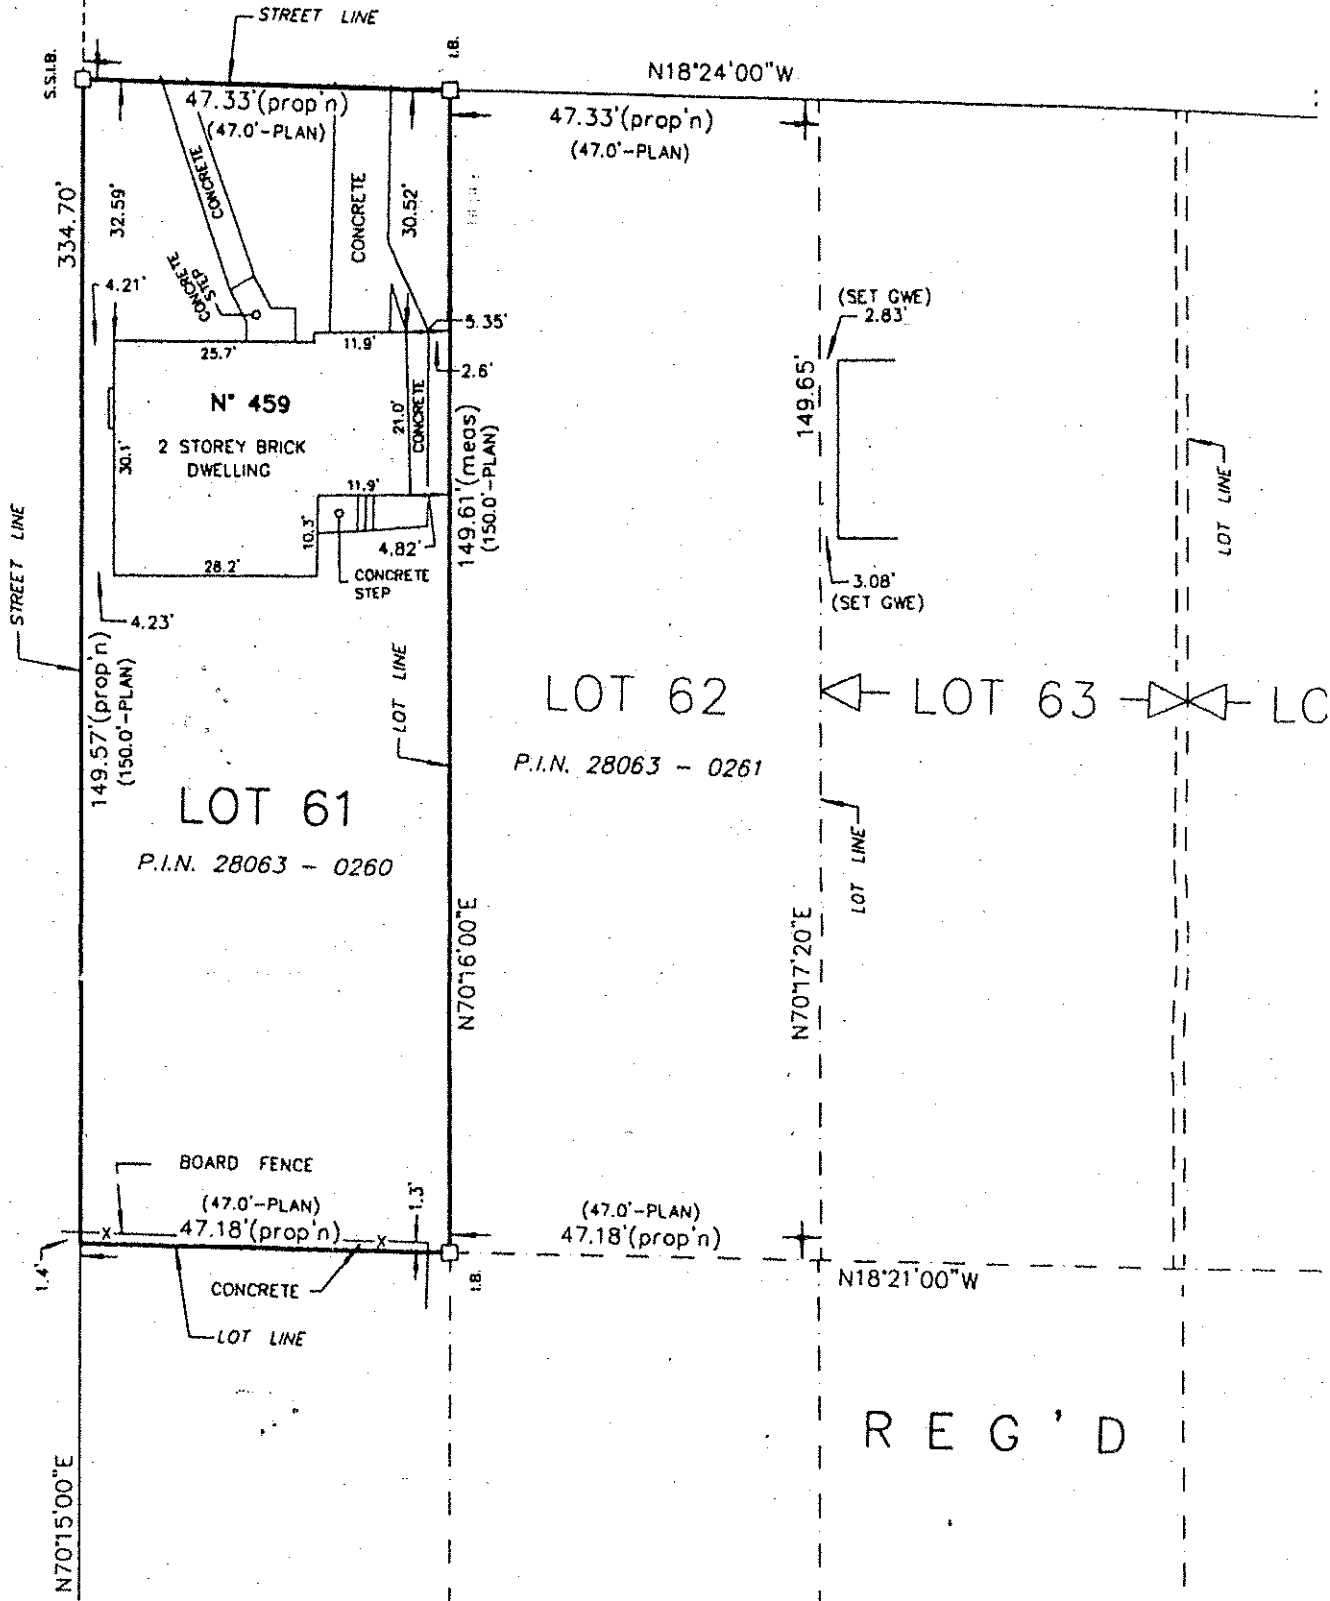 STREET LINE
S.S.I.B.
I.B.
N18°24'00"W
47.33'(prop'n)
(47.0'-PLAN)
47.33'(prop'n)
(47.0'-PLAN)
334.70'
32.59'
CONCRETE
CONCRETE
30.52'
CONCRETE
STEP
4.21'
5.35'
(SET GWE)
2.83'
25.7'
11.9'
2.6'
N° 459
2 STOREY BRICK
DWELLING
30.1'
21.0'
CONCRETE
149.61'(meas)
(150.0'-PLAN)
149.65'
LOT LINE
11.9'
10.3'
4.82'
28.2'
CONCRETE
STEP
3.08'
(SET GWE)
STREET LINE
4.23'
149.57'(prop'n)
(150.0'-PLAN)
LOT LINE
LOT 62
LOT 63
LO
P.I.N. 28063 - 0261
LOT 61
P.I.N. 28063 - 0260
LOT LINE
N70°16'00"E
N70°17'20"E
BOARD FENCE
(47.0'-PLAN)
47.18'(prop'n)
x
x
1.3'
(47.0'-PLAN)
47.18'(prop'n)
1.4'
CONCRETE
I.B.
N18°21'00"W
LOT LINE
REG'D
N70°15'00"E